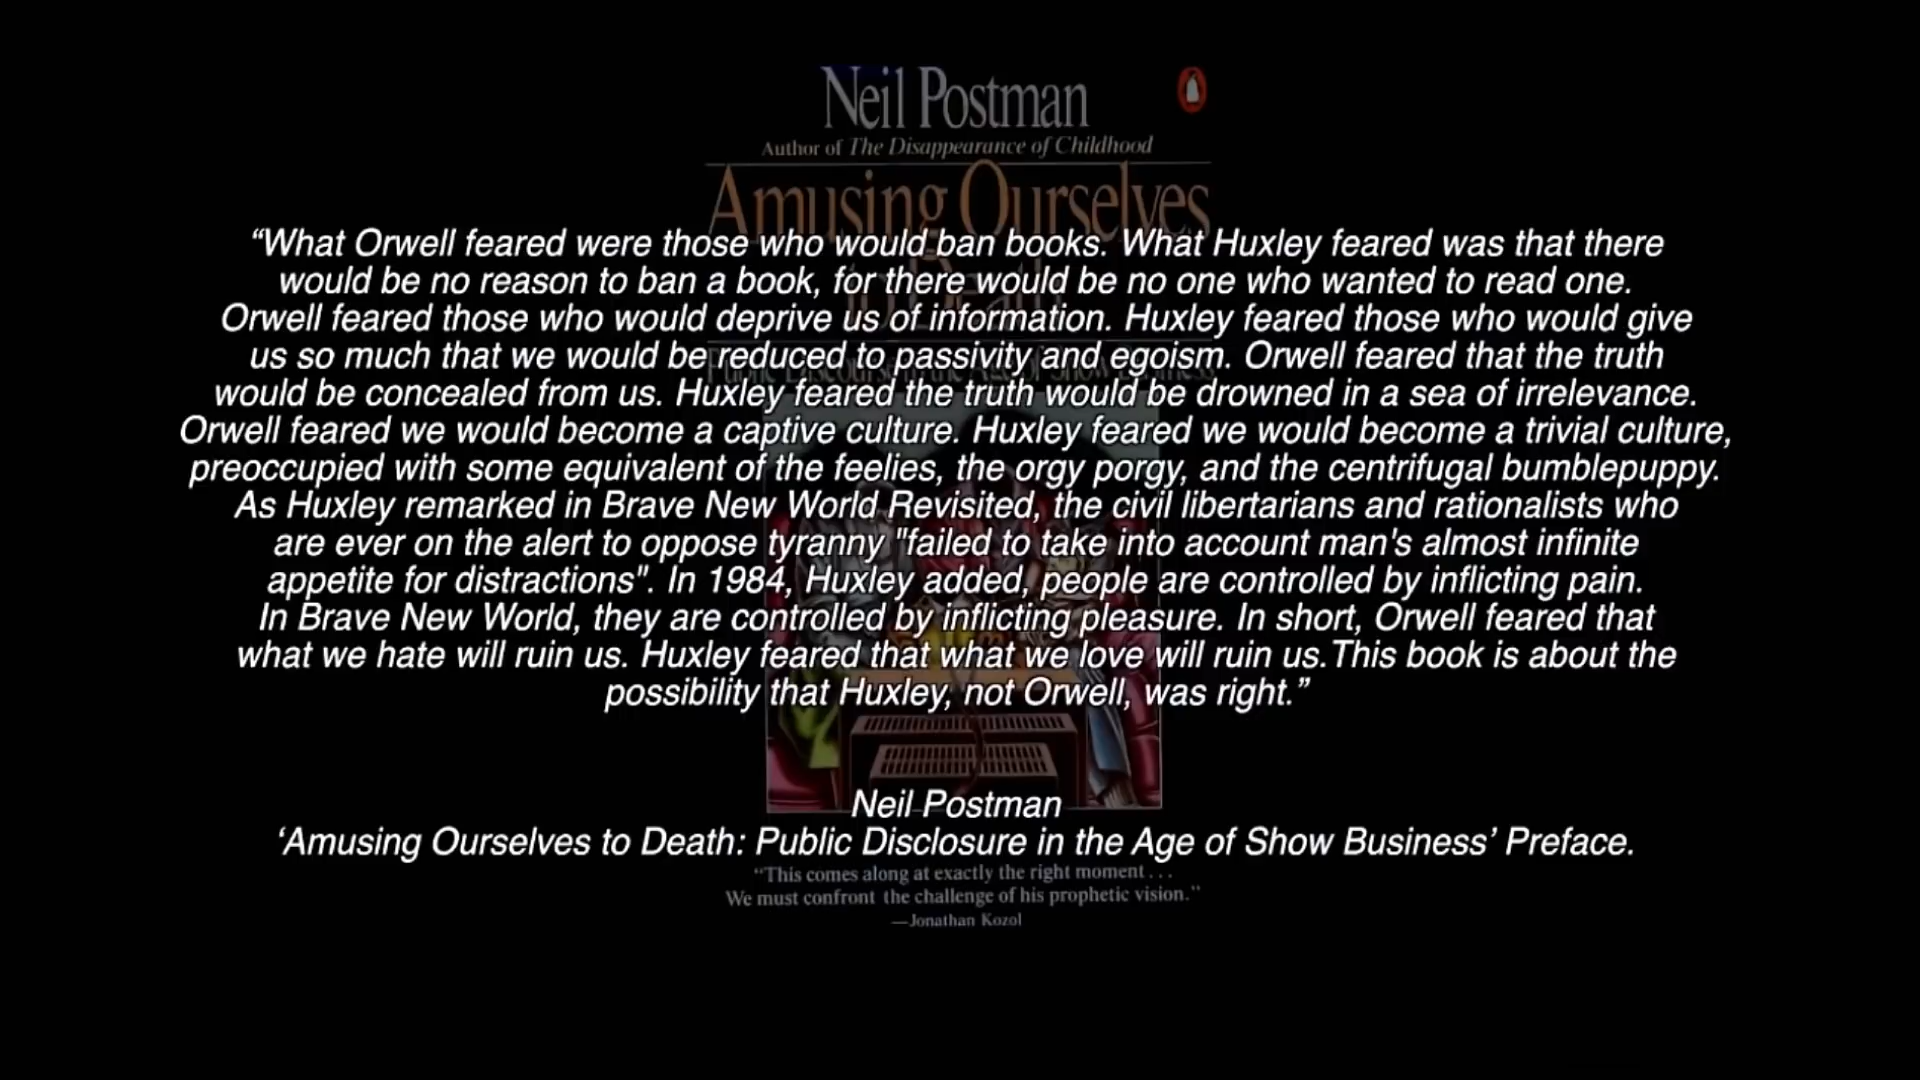 Neil Postman
Author of The Disappearance of Childhood
Amusing Ourselves
“What Orwell feared were those who would ban books. What Huxley feared was that there
would be no reason to ban a book, for there would be no one who wanted to read one.
Orwell feared those who would deprive us of information. Huxley feared those who would give
us so much that we would be reduced to passivity and egoism. Orwell feared that the truth
would be concealed from us. Huxley feared the truth would be drowned in a sea of irrelevance.
Orwell feared we would become a captive culture. Huxley feared we would become a trivial culture,
preoccupied with some equivalent of the feelies, the orgy porgy, and the centrifugal bumblepuppy.
As Huxley remarked in Brave New World Revisited, the civil libertarians and rationalists who
are ever on the alert to oppose tyranny "failed to take into account man's almost infinite
appetite for distractions". In 1984, Huxley added, people are controlled by inflicting pain.
In Brave New World, they are controlled by inflicting pleasure. In short, Orwell feared that
what we hate will ruin us. Huxley feared that what we love will ruin us.This book is about the
possibility that Huxley, not Orwell, was right.”
Neil Postman
‘Amusing Ourselves to Death: Public Disclosure in the Age of Show Business’ Preface.
“This comes along at exactly the right moment . . .
We must confront the challenge of his prophetic vision.”
—Jonathan Kozol